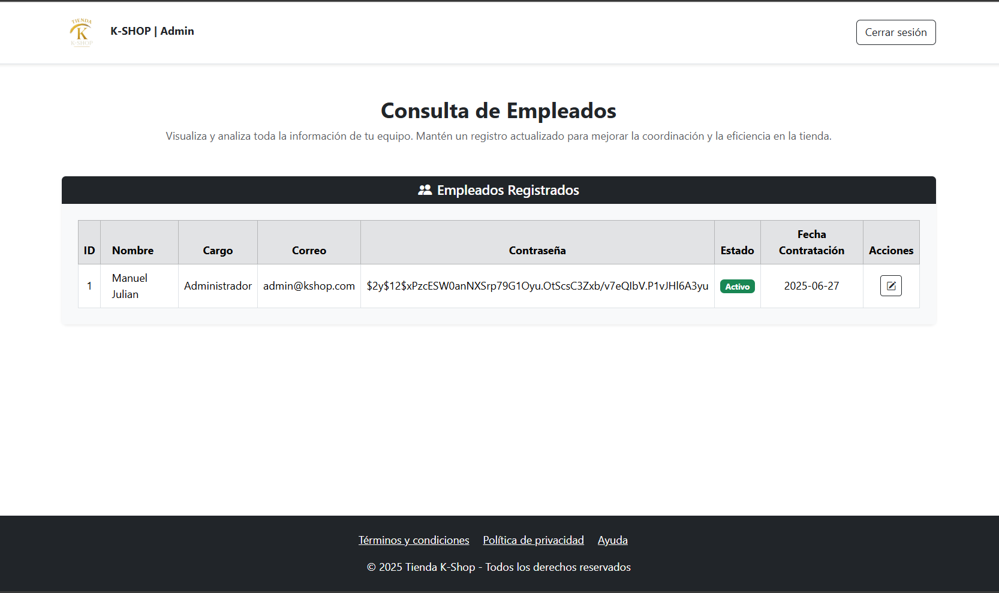 TIENDA
K
K-SHOP
K-SHOP | Admin
Cerrar sesión
Consulta de Empleados
Visualiza y analiza toda la información de tu equipo. Mantén un registro actualizado para mejorar la coordinación y la eficiencia en la tienda.
Empleados Registrados
ID Nombre Cargo Correo Contraseña Estado Fecha Contratación Acciones
1 Manuel Julian Administrador admin@kshop.com $2y$12$xPzcESW0anNXSrp79G1Oyu.OtScsC3Zxb/v7eQlbV.P1vJHl6A3yu Activo 2025-06-27
Términos y condiciones Política de privacidad Ayuda
© 2025 Tienda K-Shop - Todos los derechos reservados